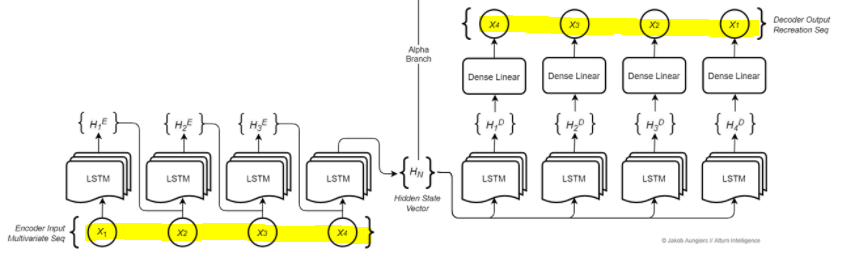 X4 X3 X2 X1
Decoder Output
Recreation Seq
Alpha
Branch
Dense Linear Dense Linear Dense Linear Dense Linear
{ H1E } { H2E } { H3E }
{ H1D } { H2D } { H3D } { H4D }
LSTM LSTM LSTM LSTM
{ HN }
LSTM LSTM LSTM LSTM
Hidden State
Vector
Encoder Input
Multivariate Seq
X1 X2 X3 X4
© Jakob Aungiers // Altum Intelligence